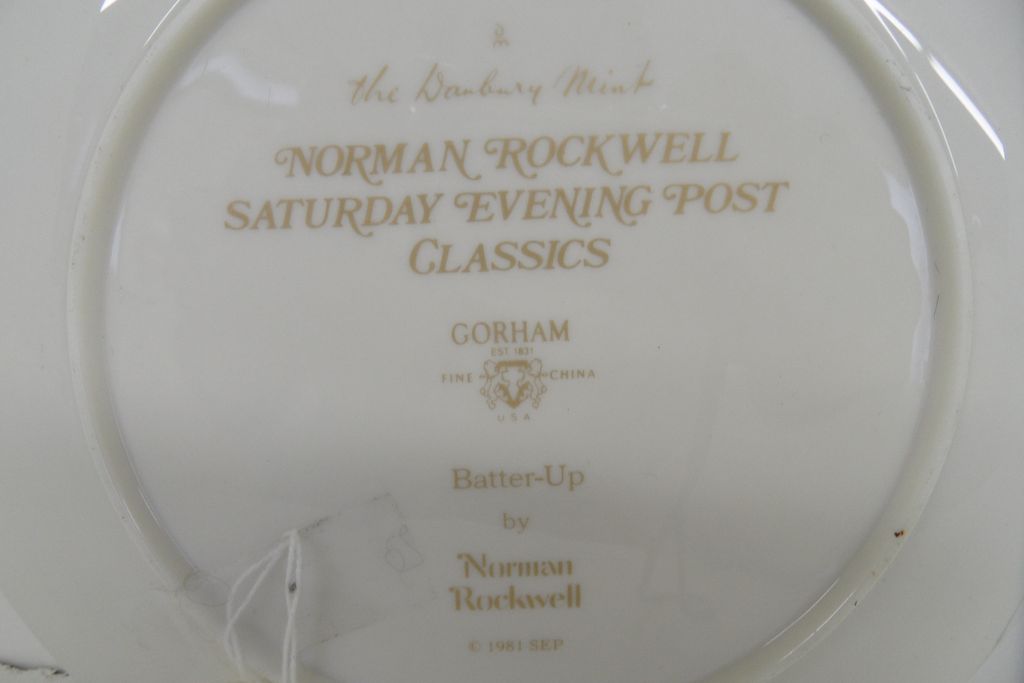 DM
the Danbury Mint
NORMAN ROCKWELL
SATURDAY EVENING POST
CLASSICS
GORHAM
EST 1831
FINE CHINA
USA
Batter-Up
by
Norman
Rockwell
© 1981 SEP